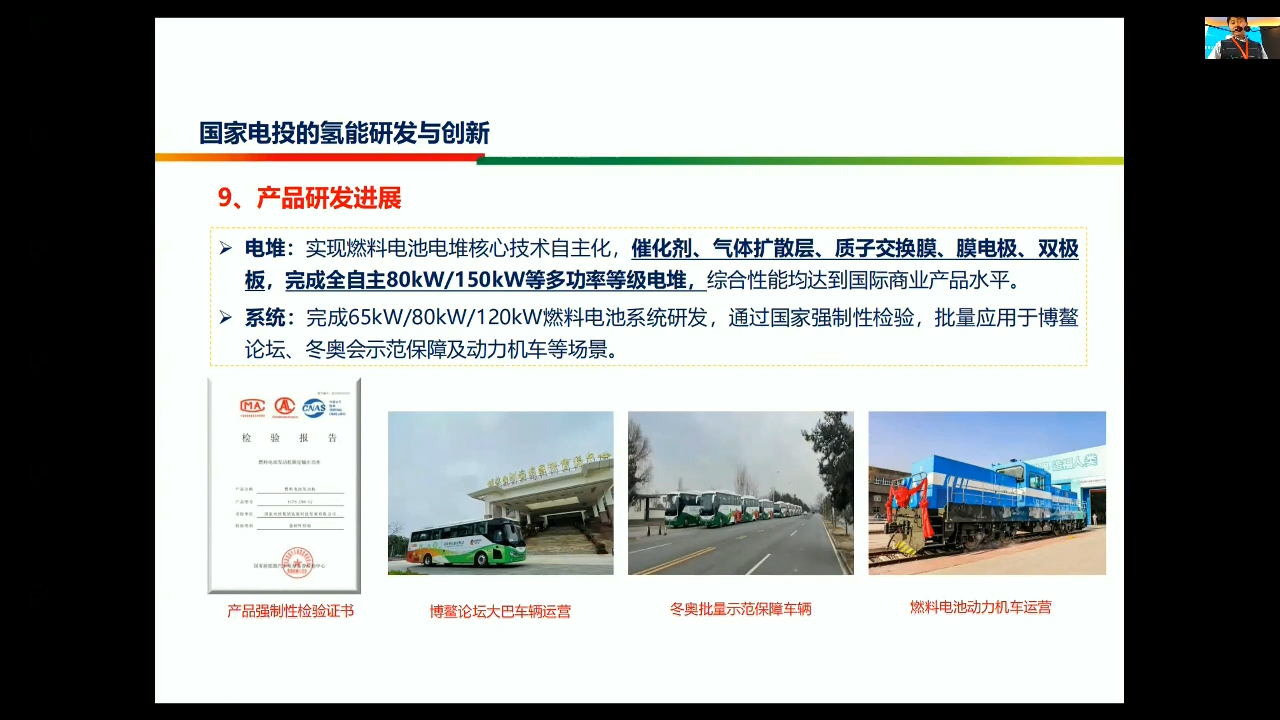 国家电投的氢能研发与创新
9、产品研发进展
➢ 电堆：实现燃料电池电堆核心技术自主化，催化剂、气体扩散层、质子交换膜、膜电极、双极
板，完成全自主80kW/150kW等多功率等级电堆，综合性能均达到国际商业产品水平。
➢ 系统：完成65kW/80kW/120kW燃料电池系统研发，通过国家强制性检验，批量应用于博鳌
论坛、冬奥会示范保障及动力机车等场景。
MA
AL
CNAS
检 验 报 告
产品强制性检验证书
博鳌论坛大巴车辆运营
冬奥批量示范保障车辆
燃料电池动力机车运营